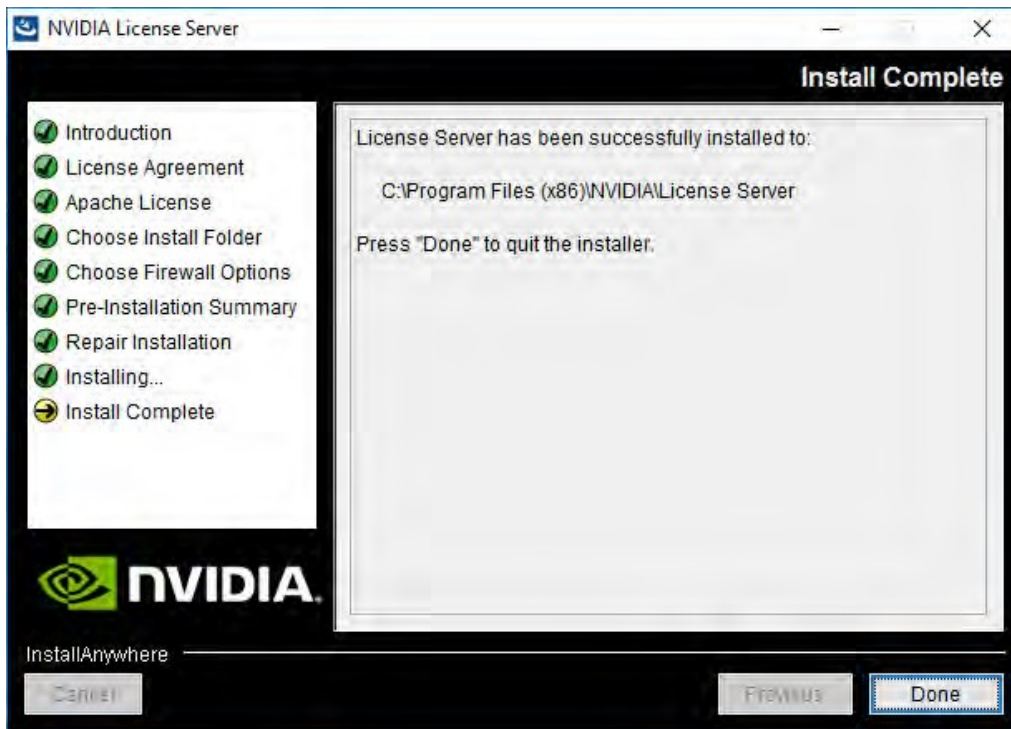 NVIDIA License Server
Install Complete
Introduction
License Agreement
Apache License
Choose Install Folder
Choose Firewall Options
Pre-Installation Summary
Repair Installation
Installing...
Install Complete
License Server has been successfully installed to:
C:\Program Files (x86)\NVIDIA\License Server
Press "Done" to quit the installer.
NVIDIA.
InstallAnywhere
Cancel
Previous
Done